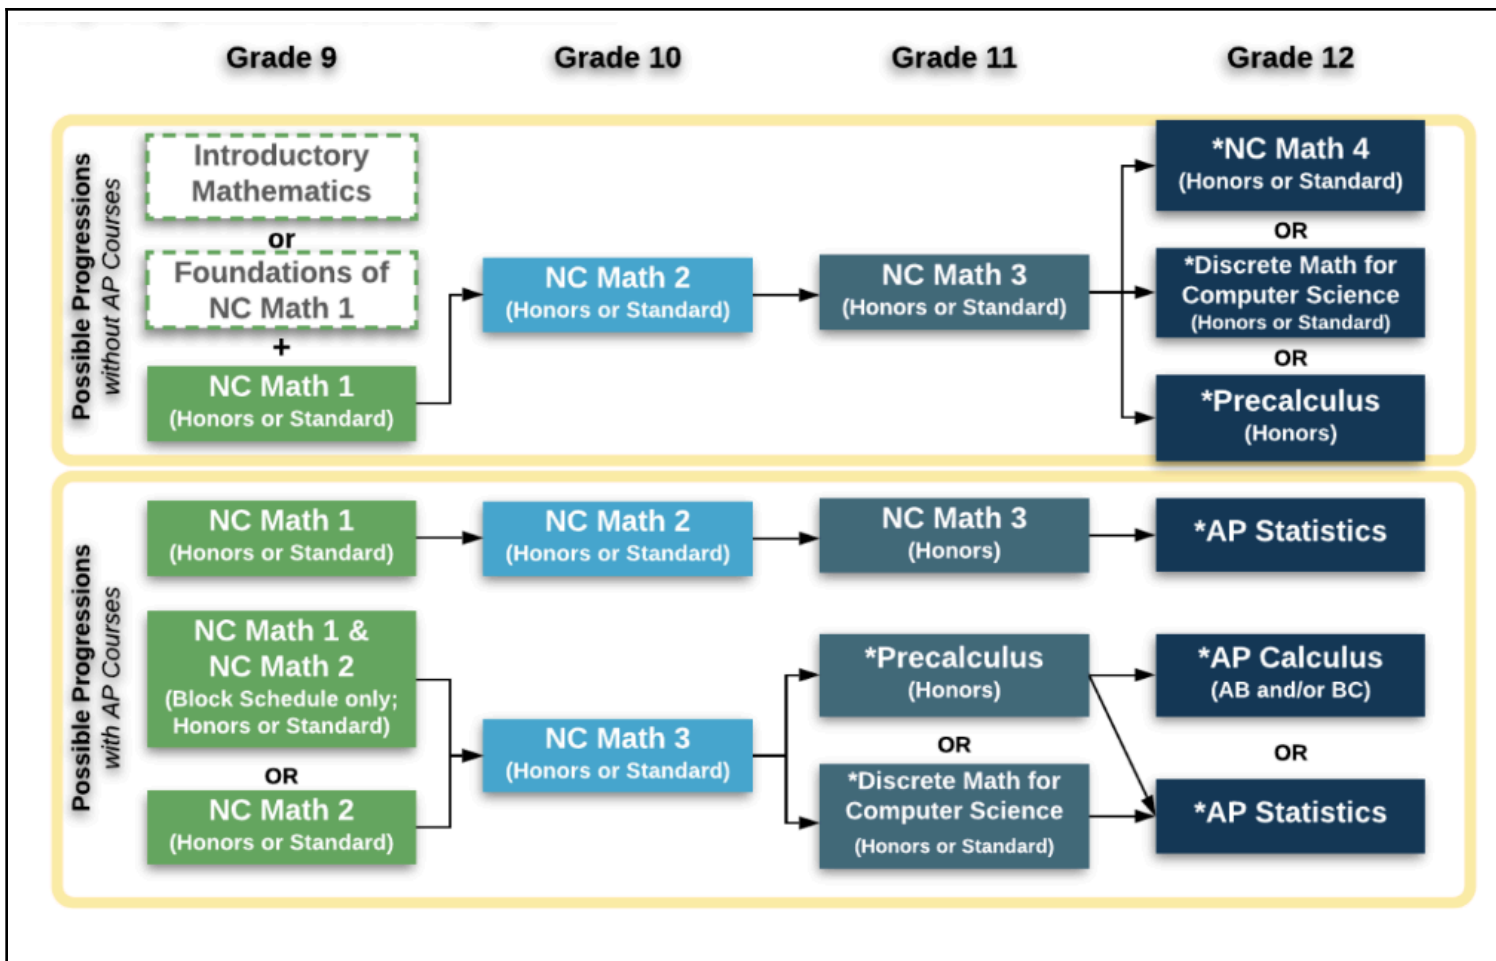 Grade 9
Grade 10
Grade 11
Grade 12
Possible Progressions
without AP Courses
Introductory
Mathematics
or
Foundations of
NC Math 1
+
NC Math 1
(Honors or Standard)
NC Math 2
(Honors or Standard)
NC Math 3
(Honors or Standard)
*NC Math 4
(Honors or Standard)
OR
*Discrete Math for
Computer Science
(Honors or Standard)
OR
*Precalculus
(Honors)
Possible Progressions
with AP Courses
NC Math 1
(Honors or Standard)
NC Math 2
(Honors or Standard)
NC Math 3
(Honors)
*AP Statistics
NC Math 1 &
NC Math 2
(Block Schedule only;
Honors or Standard)
OR
NC Math 2
(Honors or Standard)
NC Math 3
(Honors or Standard)
*Precalculus
(Honors)
OR
*Discrete Math for
Computer Science
(Honors or Standard)
*AP Calculus
(AB and/or BC)
OR
*AP Statistics